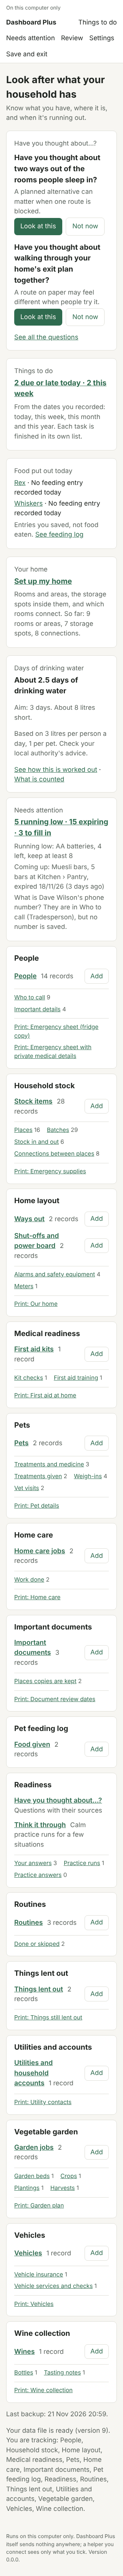 On this computer only
Dashboard Plus
Things to do
Needs attention Review Settings
Save and exit
Look after what your
household has
Know what you have, where it is,
and when it's running out.
Have you thought about…?
Have you thought about
two ways out of the
rooms people sleep in?
A planned alternative can
matter when one route is
blocked.
Look at this
Not now
Have you thought about
walking through your
home's exit plan
together?
A route on paper may feel
different when people try it.
Look at this
Not now
See all the questions
Things to do
2 due or late today · 2 this
week
From the dates you recorded:
today, this week, this month
and this year. Each task is
finished in its own list.
Food put out today
Rex · No feeding entry
recorded today
Whiskers · No feeding entry
recorded today
Entries you saved, not food
eaten. See feeding log
Your home
Set up my home
Rooms and areas, the storage
spots inside them, and which
rooms connect. So far: 9
rooms or areas, 7 storage
spots, 8 connections.
Days of drinking water
About 2.5 days of
drinking water
Aim: 3 days. About 8 litres
short.
Based on 3 litres per person a
day, 1 per pet. Check your
local authority's advice.
See how this is worked out ·
What is counted
Needs attention
5 running low · 15 expiring
· 3 to fill in
Running low: AA batteries, 4
left, keep at least 8
Coming up: Muesli bars, 5
bars at Kitchen › Pantry,
expired 18/11/26 (3 days ago)
What is Dave Wilson's phone
number? They are in Who to
call (Tradesperson), but no
number is saved.
People
People 14 records
Add
Who to call 9
Important details 4
Print: Emergency sheet (fridge
copy)
Print: Emergency sheet with
private medical details
Household stock
Stock items 28
records
Add
Places 16 Batches 29
Stock in and out 6
Connections between places 8
Print: Emergency supplies
Home layout
Ways out 2 records
Add
Shut-offs and
power board 2
records
Add
Alarms and safety equipment 4
Meters 1
Print: Our home
Medical readiness
First aid kits 1
record
Add
Kit checks 1 First aid training 1
Print: First aid at home
Pets
Pets 2 records
Add
Treatments and medicine 3
Treatments given 2 Weigh-ins 4
Vet visits 2
Print: Pet details
Home care
Home care jobs 2
records
Add
Work done 2
Print: Home care
Important documents
Important
documents 3
records
Add
Places copies are kept 2
Print: Document review dates
Pet feeding log
Food given 2
records
Add
Readiness
Have you thought about…?
Questions with their sources
Think it through Calm
practice runs for a few
situations
Your answers 3 Practice runs 1
Practice answers 0
Routines
Routines 3 records
Add
Done or skipped 2
Things lent out
Things lent out 2
records
Add
Print: Things still lent out
Utilities and accounts
Utilities and
household
accounts 1 record
Add
Print: Utility contacts
Vegetable garden
Garden jobs 2
records
Add
Garden beds 1 Crops 1
Plantings 1 Harvests 1
Print: Garden plan
Vehicles
Vehicles 1 record
Add
Vehicle insurance 1
Vehicle services and checks 1
Print: Vehicles
Wine collection
Wines 1 record
Add
Bottles 1 Tasting notes 1
Print: Wine collection
Last backup: 21 Nov 2026 20:59.
Your data file is ready (version 9).
You are tracking: People,
Household stock, Home layout,
Medical readiness, Pets, Home
care, Important documents, Pet
feeding log, Readiness, Routines,
Things lent out, Utilities and
accounts, Vegetable garden,
Vehicles, Wine collection.
Runs on this computer only. Dashboard Plus
itself sends nothing anywhere; a helper you
connect sees only what you tick. Version
0.0.0.